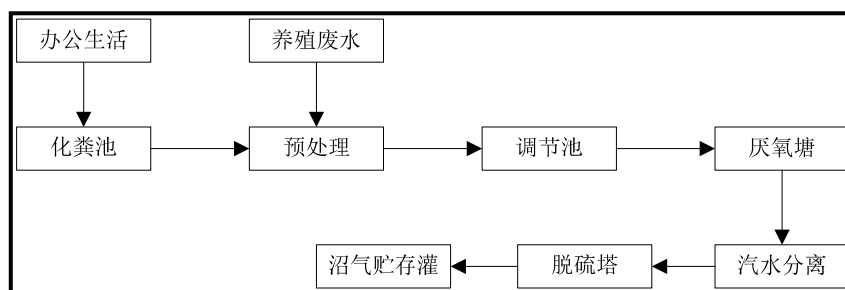 办公生活
养殖废水
化粪池
预处理
调节池
厌氧塘
沼气贮存灌
脱硫塔
汽水分离